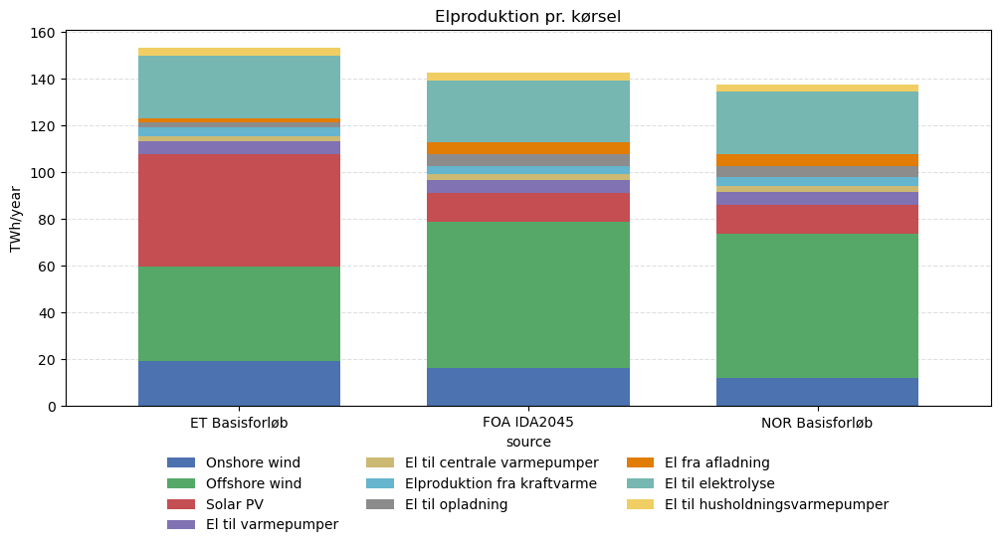 Elproduktion pr. kørsel
160
140
120
100
80
60
40
20
0
TWh/year
ET Basisforløb
FOA IDA2045
NOR Basisforløb
source
Onshore wind
Offshore wind
Solar PV
El til varmepumper
El til centrale varmepumper
Elproduktion fra kraftvarme
El til opladning
El fra afladning
El til elektrolyse
El til husholdningsvarmepumper